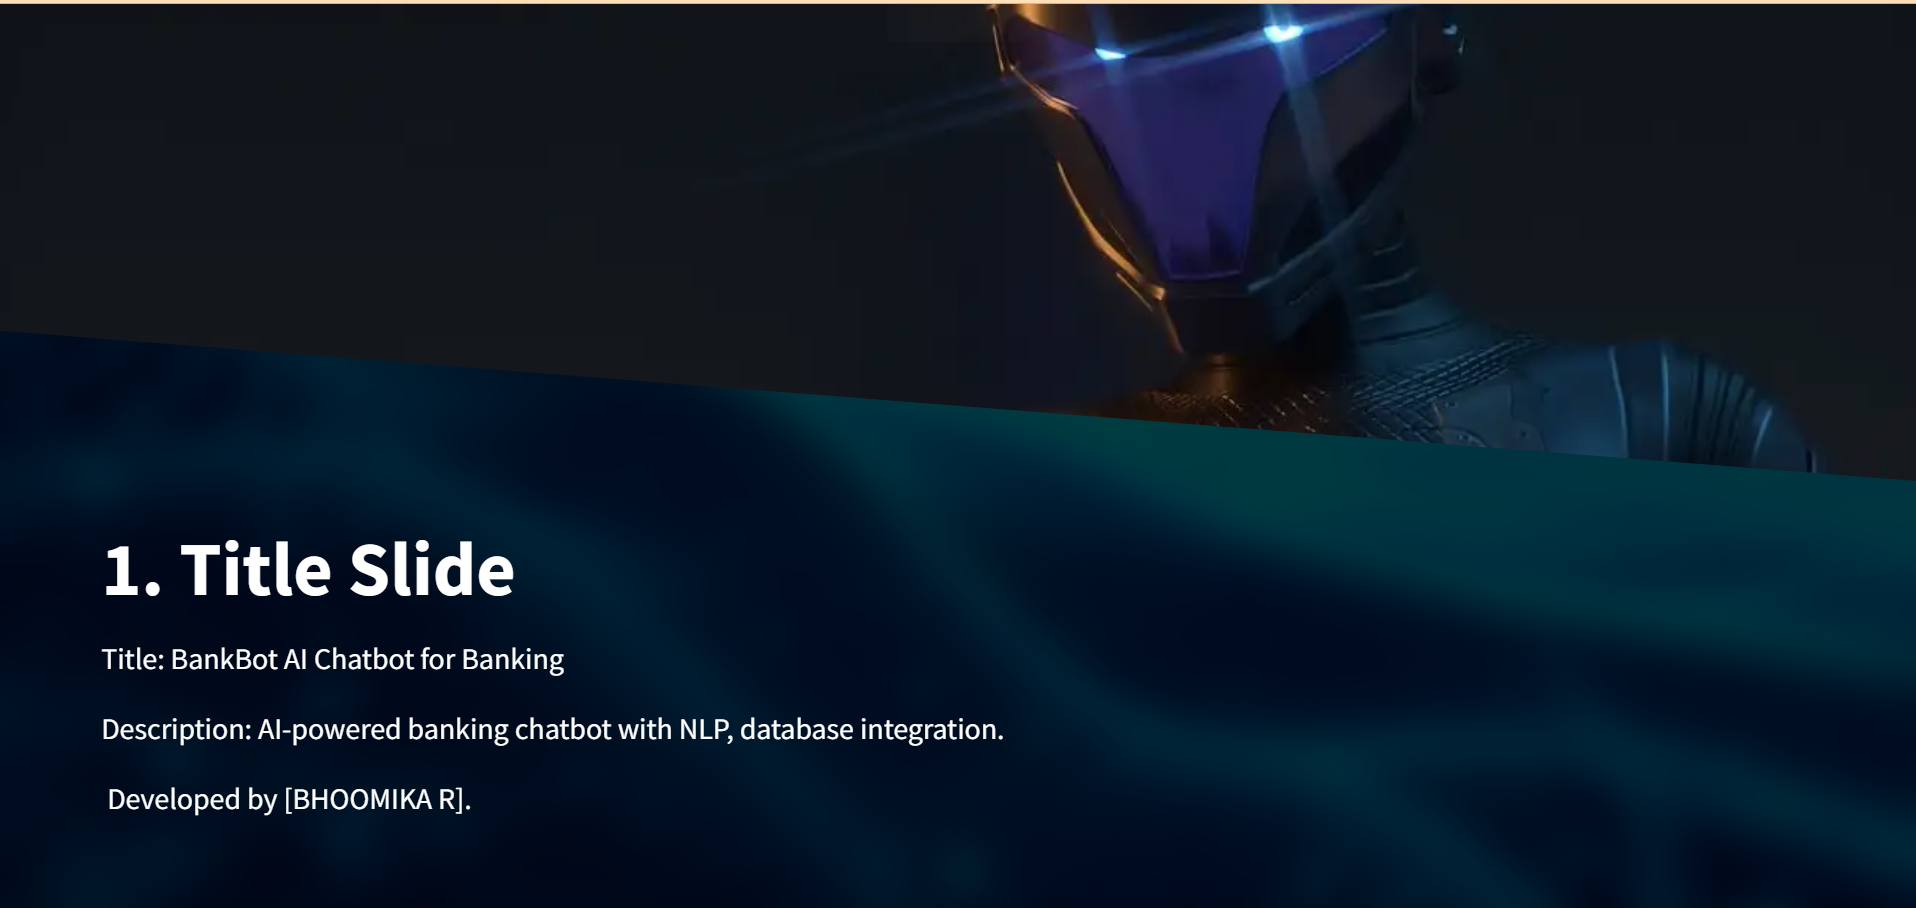 1. Title Slide
Title: BankBot AI Chatbot for Banking
Description: AI-powered banking chatbot with NLP, database integration.
Developed by [BHOOMIKA R].